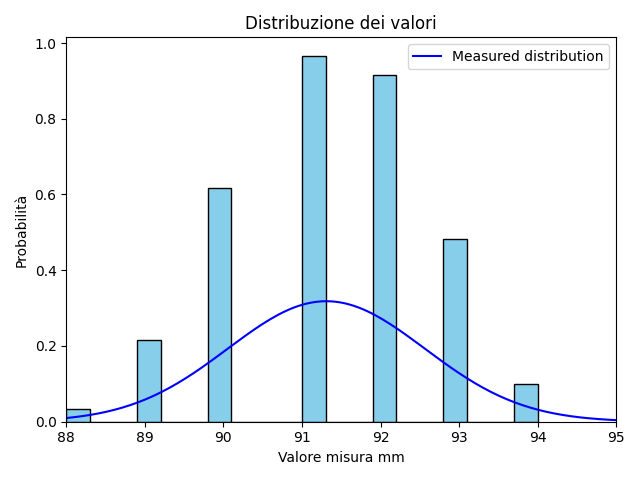 Distribuzione dei valori
Measured distribution
Probabilità
1.0
0.8
0.6
0.4
0.2
0.0
88 89 90 91 92 93 94 95
Valore misura mm